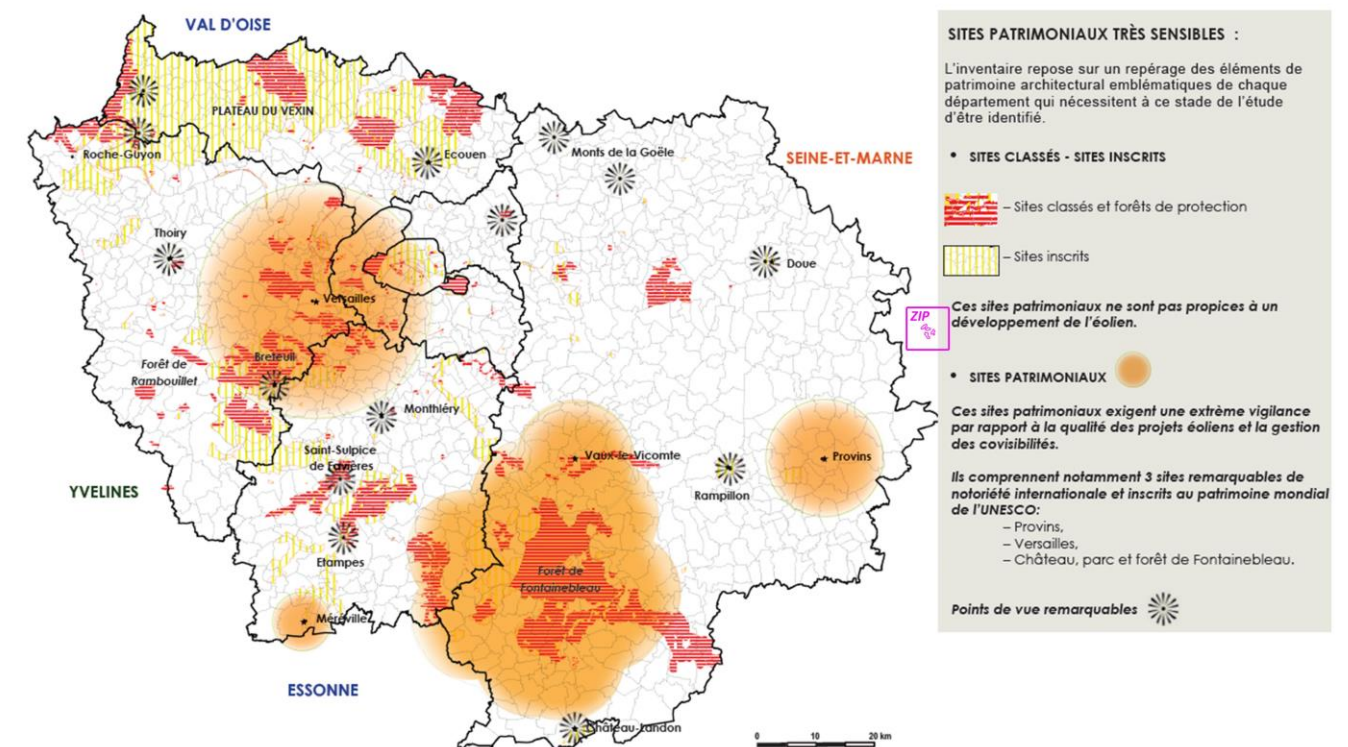 VAL D'OISE
PLATEAU DU VEXIN
Roche-Guyon
Ecouen
Monts de la Goële
SEINE-ET-MARNE
Thoiry
Doue
Versailles
Forêt de
Rambouillet
Breteuil
Monthléry
Saint-Sulpice
de Favières
Vaux-le-Vicomte
Provins
Rampillon
YVELINES
Etampes
Forêt de
Fontainebleau
Méréville
ESSONNE
Château-Landon
0 10 20 km
ZIP
SITES PATRIMONIAUX TRÈS SENSIBLES :
L'inventaire repose sur un repérage des éléments de
patrimoine architectural emblématiques de chaque
département qui nécessitent à ce stade de l'étude
d'être identifié.
• SITES CLASSÉS - SITES INSCRITS
– Sites classés et forêts de protection
– Sites inscrits
Ces sites patrimoniaux ne sont pas propices à un
développement de l'éolien.
• SITES PATRIMONIAUX
Ces sites patrimoniaux exigent une extrème vigilance
par rapport à la qualité des projets éoliens et la gestion
des covisibilités.
Ils comprennent notamment 3 sites remarquables de
notoriété internationale et inscrits au patrimoine mondial
de l'UNESCO:
– Provins,
– Versailles,
– Château, parc et forêt de Fontainebleau.
Points de vue remarquables